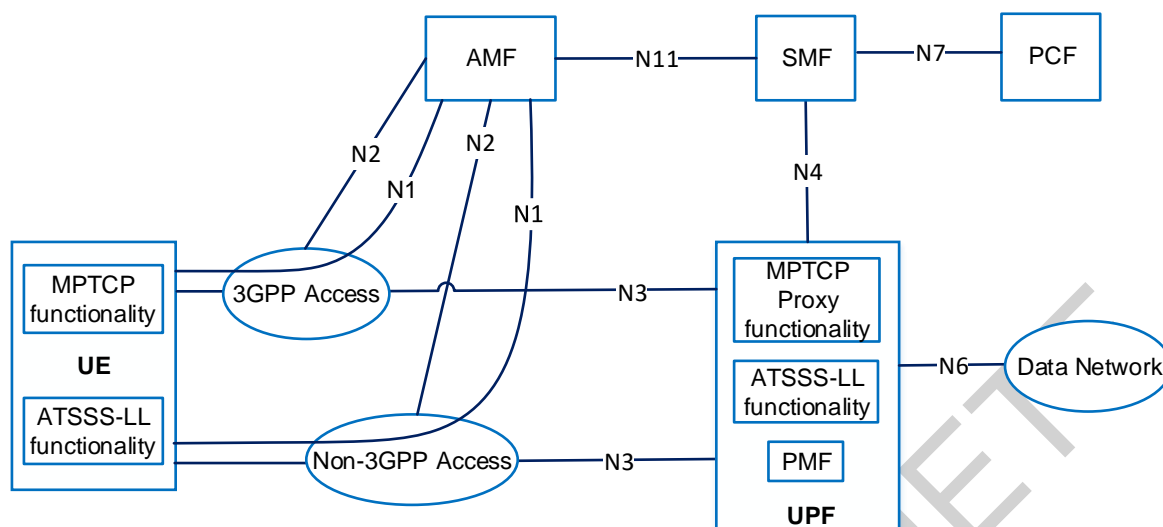 AMF
N11
SMF
N7
PCF
N2
N1
N2
N1
N4
MPTCP
functionality
UE
ATSSS-LL
functionality
3GPP Access
N3
Non-3GPP Access
N3
MPTCP
Proxy
functionality
ATSSS-LL
functionality
PMF
UPF
N6
Data Network